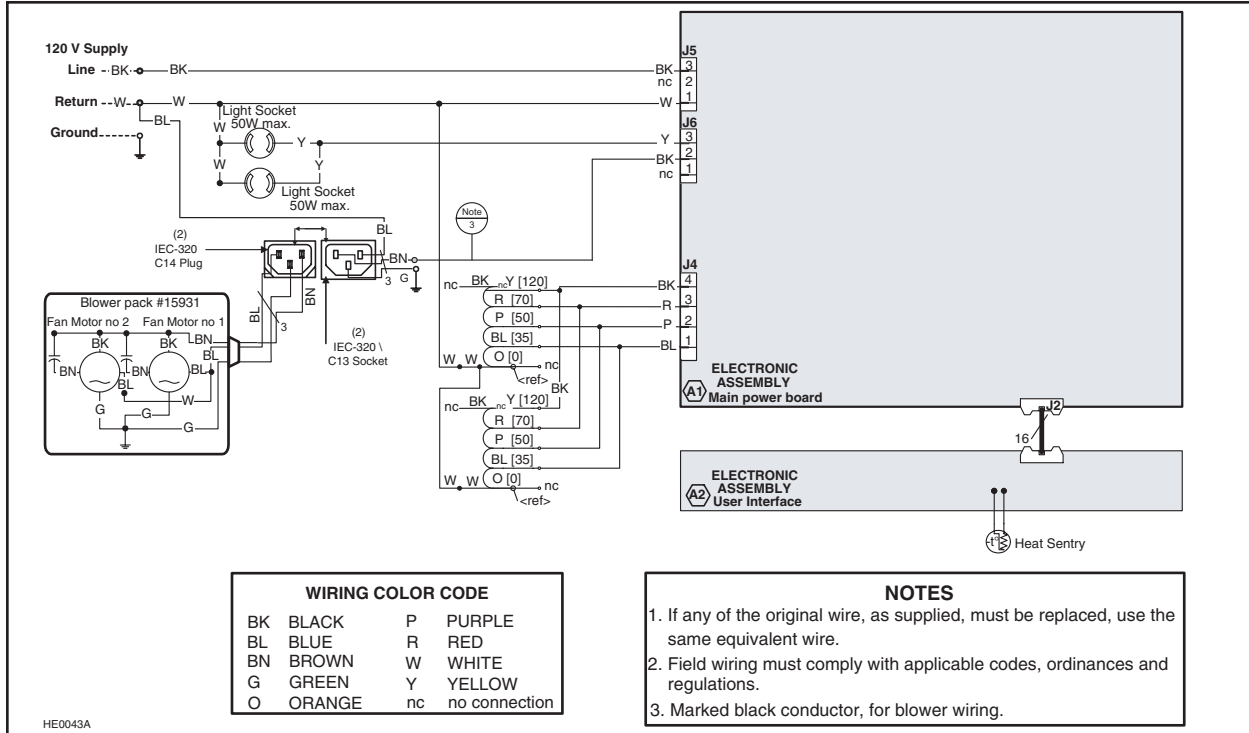 120 V Supply
Line BK BK
Return W W
BL
Ground
Light Socket
50W max.
W
Y
W
Y
Light Socket
50W max.
J5
BK 3
nc 2
W 1
J6
Y 3
BK 2
nc 1
Note
3
(2)
IEC-320
C14 Plug
BL
BN
3
G
BL
BN
3
(2)
IEC-320 \
C13 Socket
Blower pack #15931
Fan Motor no 2 Fan Motor no 1
BK BK BN
BL
BN BN BL
BL
W
G G
G
nc BK nc Y [120]
R [70]
P [50]
BL [35]
W W O [0] nc
<ref>
BK
nc BK nc Y [120]
R [70]
P [50]
BL [35]
W W O [0] nc
<ref>
J4
BK 4
R 3
P 2
BL 1
A1 ELECTRONIC
ASSEMBLY
Main power board
J2
16
A2 ELECTRONIC
ASSEMBLY
User Interface
-t° Heat Sentry
WIRING COLOR CODE
BK BLACK P PURPLE
BL BLUE R RED
BN BROWN W WHITE
G GREEN Y YELLOW
O ORANGE nc no connection
NOTES
1. If any of the original wire, as supplied, must be replaced, use the
same equivalent wire.
2. Field wiring must comply with applicable codes, ordinances and
regulations.
3. Marked black conductor, for blower wiring.
HE0043A